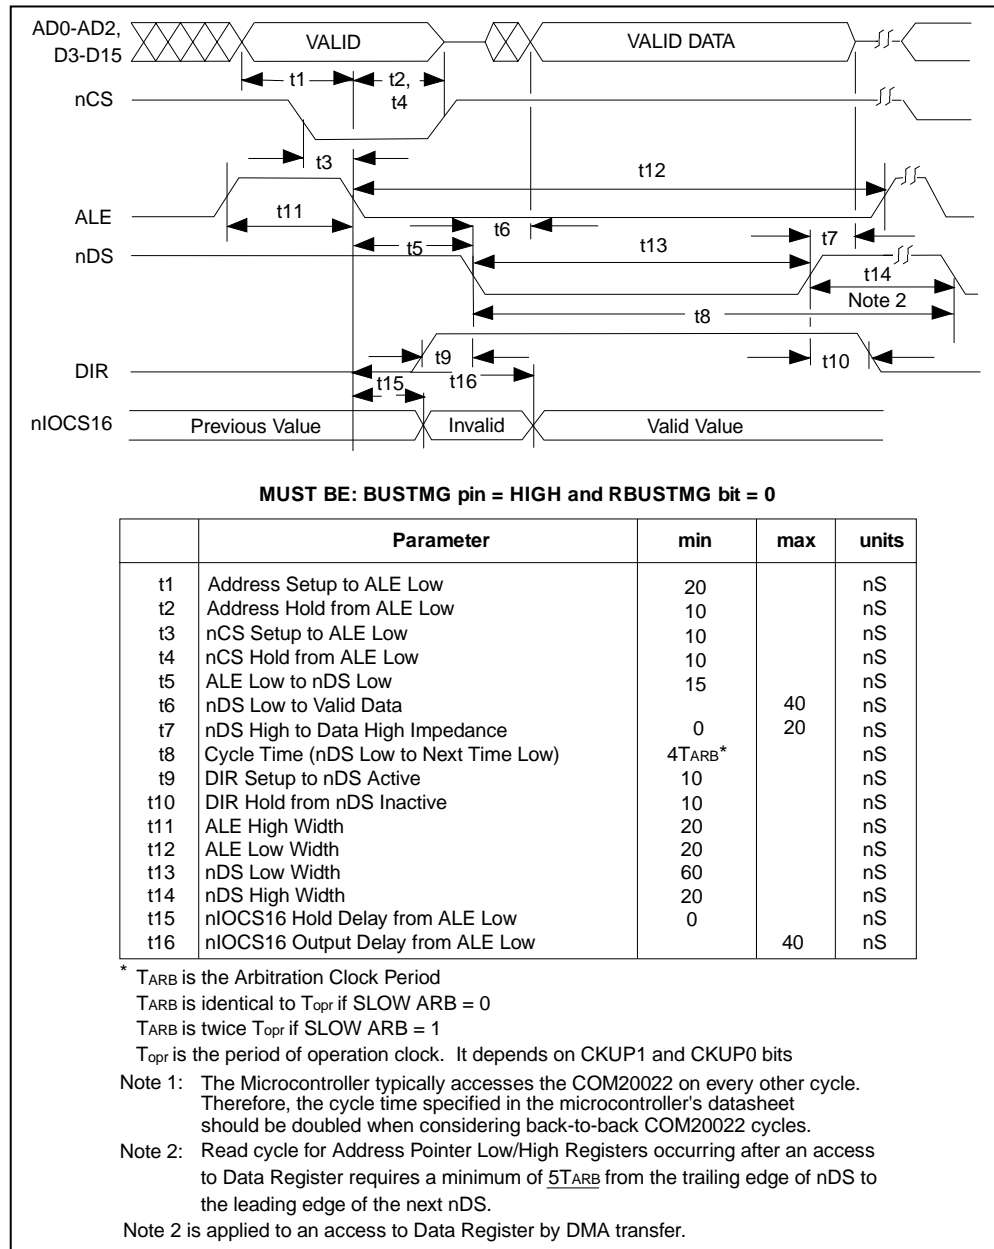 AD0-AD2,
D3-D15
VALID
VALID DATA
t1
t2,
t4
nCS
t3
t12
ALE
t11
t6
t7
nDS
t5
t13
t14
Note 2
t8
t9
t10
DIR
t15
t16
nIOCS16
Previous Value
Invalid
Valid Value
MUST BE: BUSTMG pin = HIGH and RBUSTMG bit = 0
Parameter min max units
t1 Address Setup to ALE Low 20 nS
t2 Address Hold from ALE Low 10 nS
t3 nCS Setup to ALE Low 10 nS
t4 nCS Hold from ALE Low 10 nS
t5 ALE Low to nDS Low 15 nS
t6 nDS Low to Valid Data 40 nS
t7 nDS High to Data High Impedance 0 20 nS
t8 Cycle Time (nDS Low to Next Time Low) 4TARB* nS
t9 DIR Setup to nDS Active 10 nS
t10 DIR Hold from nDS Inactive 10 nS
t11 ALE High Width 20 nS
t12 ALE Low Width 20 nS
t13 nDS Low Width 60 nS
t14 nDS High Width 20 nS
t15 nIOCS16 Hold Delay from ALE Low 0 nS
t16 nIOCS16 Output Delay from ALE Low 40 nS
* TARB is the Arbitration Clock Period
TARB is identical to Topr if SLOW ARB = 0
TARB is twice Topr if SLOW ARB = 1
Topr is the period of operation clock. It depends on CKUP1 and CKUP0 bits
Note 1: The Microcontroller typically accesses the COM20022 on every other cycle.
Therefore, the cycle time specified in the microcontroller's datasheet
should be doubled when considering back-to-back COM20022 cycles.
Note 2: Read cycle for Address Pointer Low/High Registers occurring after an access
to Data Register requires a minimum of 5TARB from the trailing edge of nDS to
the leading edge of the next nDS.
Note 2 is applied to an access to Data Register by DMA transfer.